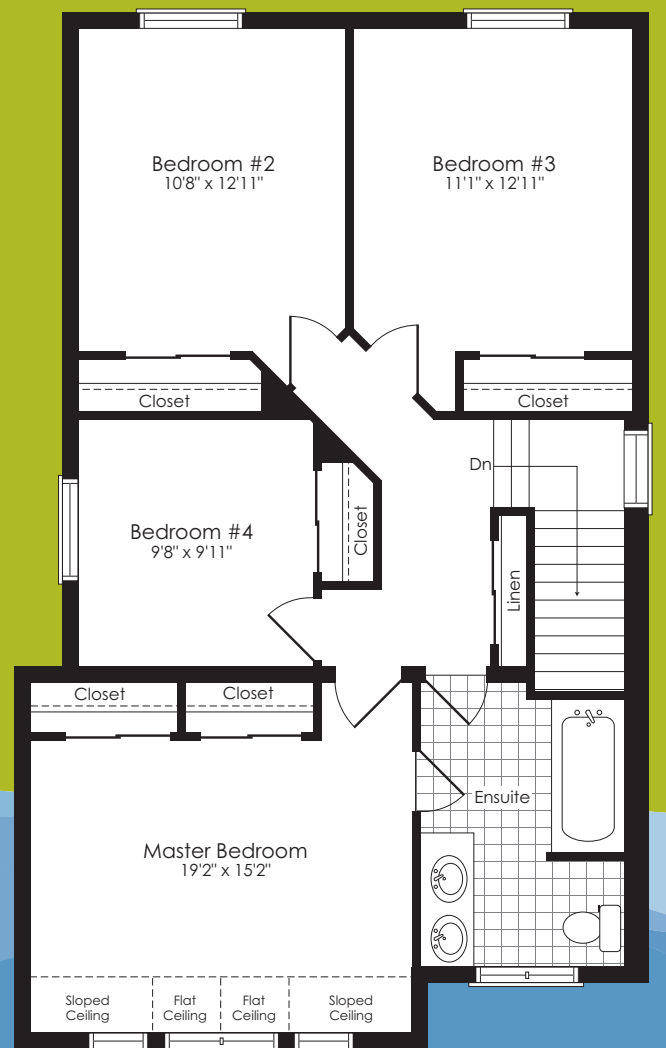 Bedroom #2
10'8" x 12'11"
Bedroom #3
11'1" x 12'11"
Closet
Closet
Dn
Bedroom #4
9'8" x 9'11"
Closet
Linen
Closet
Closet
Ensuite
Master Bedroom
19'2" x 15'2"
Sloped
Ceiling
Flat
Ceiling
Flat
Ceiling
Sloped
Ceiling